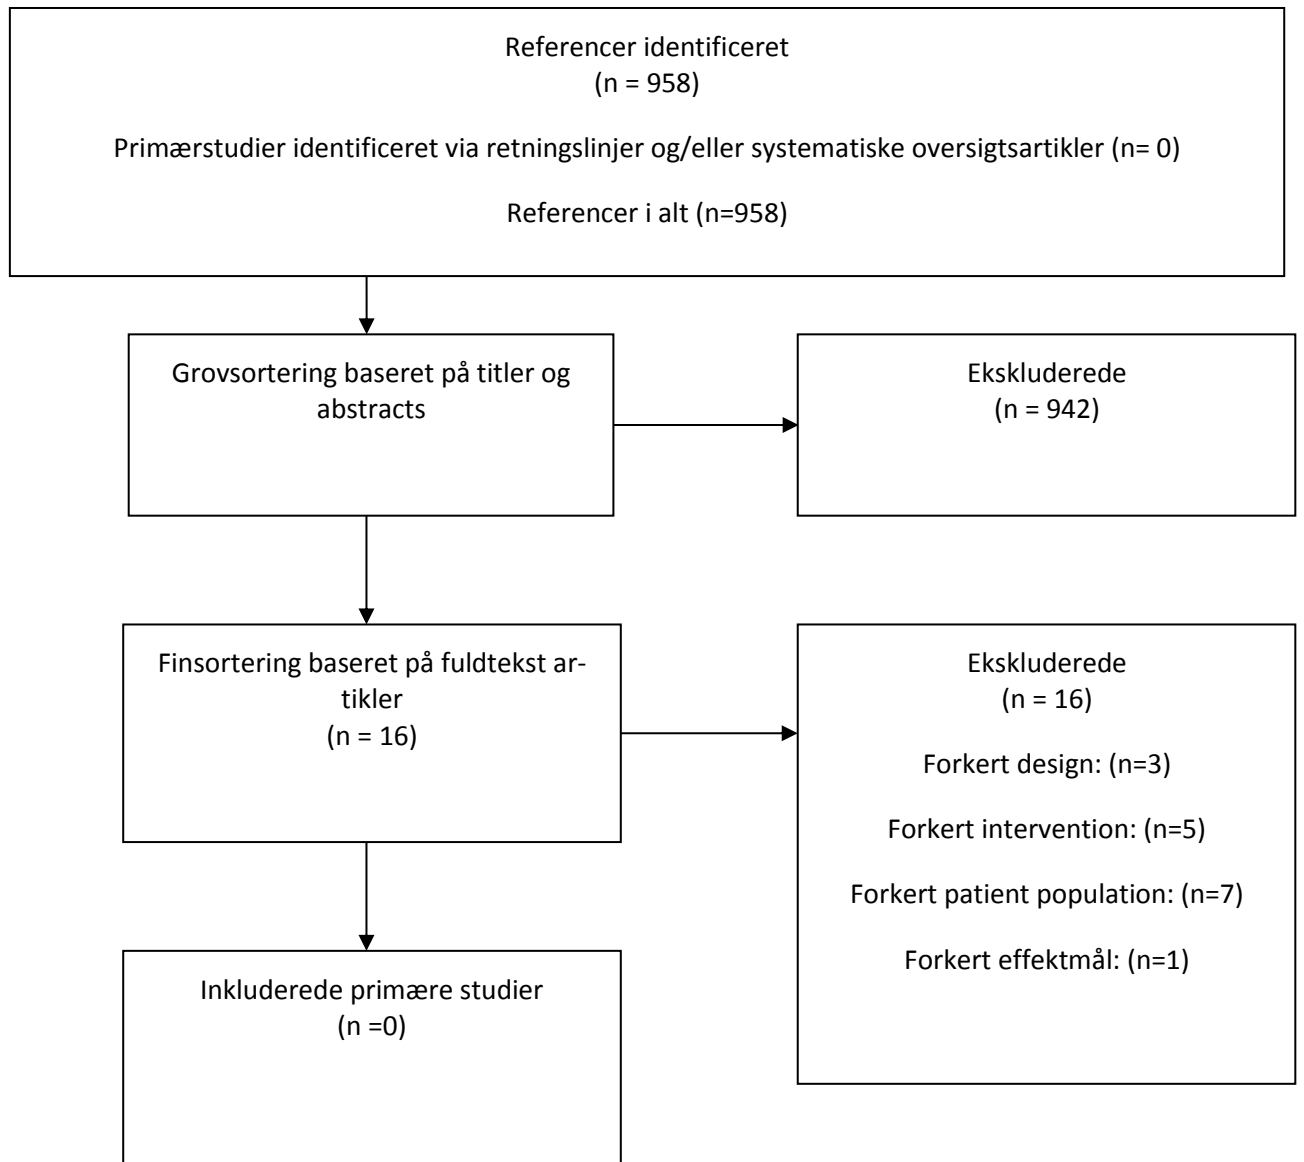 Referencer identificeret
(n = 958)
Primærstudier identificeret via retningslinjer og/eller systematiske oversigtsartikler (n= 0)
Referencer i alt (n=958)
Grovsortering baseret på titler og
abstracts
Ekskluderede
(n = 942)
Finsortering baseret på fuldtekst ar-
tikler
(n = 16)
Ekskluderede
(n = 16)
Forkert design: (n=3)
Forkert intervention: (n=5)
Forkert patient population: (n=7)
Forkert effektmål: (n=1)
Inkluderede primære studier
(n =0)